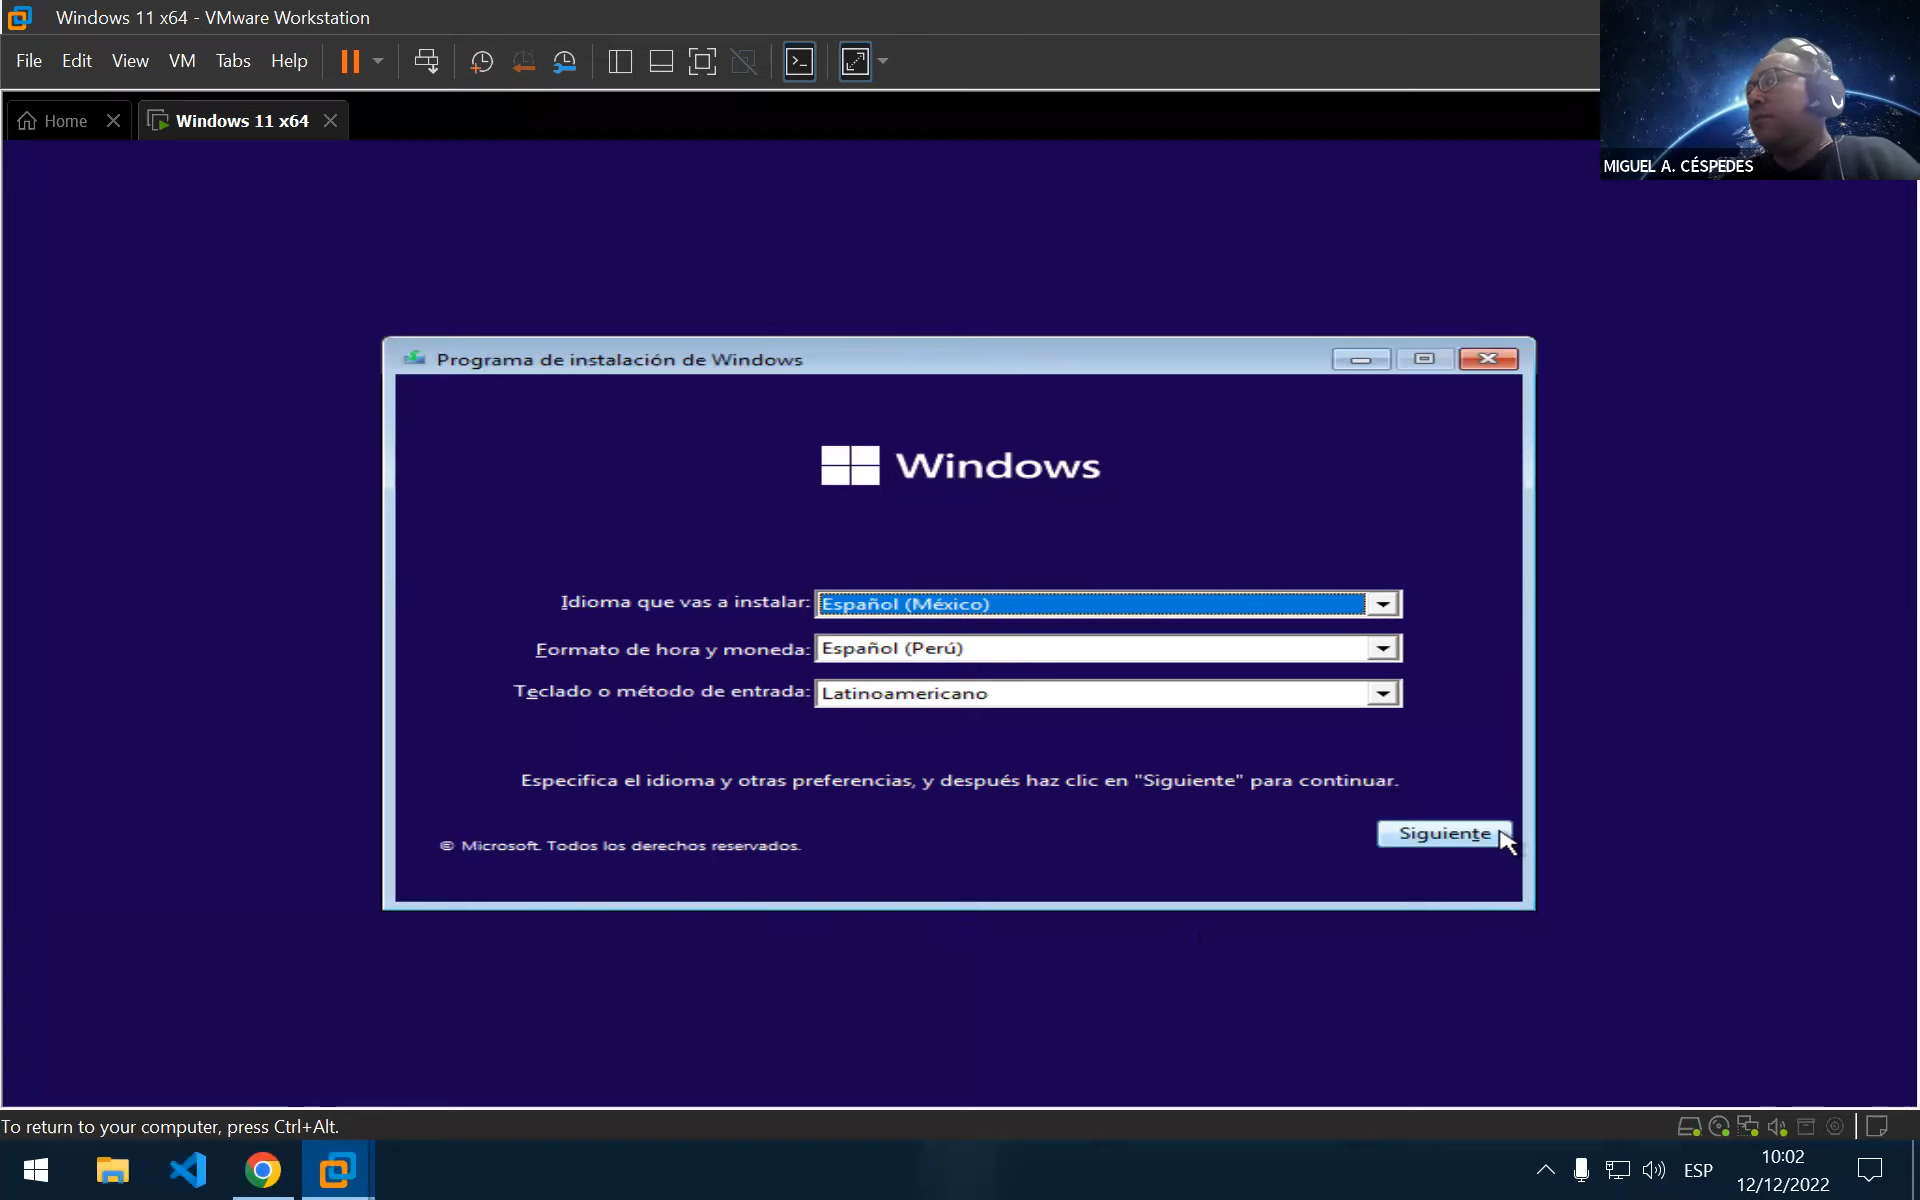 Windows 11 x64 - VMware Workstation
File Edit View VM Tabs Help
Home Windows 11 x64
MIGUEL A. CÉSPEDES
Programa de instalación de Windows
Windows
Idioma que vas a instalar: Español (México)
Formato de hora y moneda: Español (Perú)
Teclado o método de entrada: Latinoamericano
Especifica el idioma y otras preferencias, y después haz clic en "Siguiente" para continuar.
Siguiente
© Microsoft. Todos los derechos reservados.
To return to your computer, press Ctrl+Alt.
ESP
10:02
12/12/2022